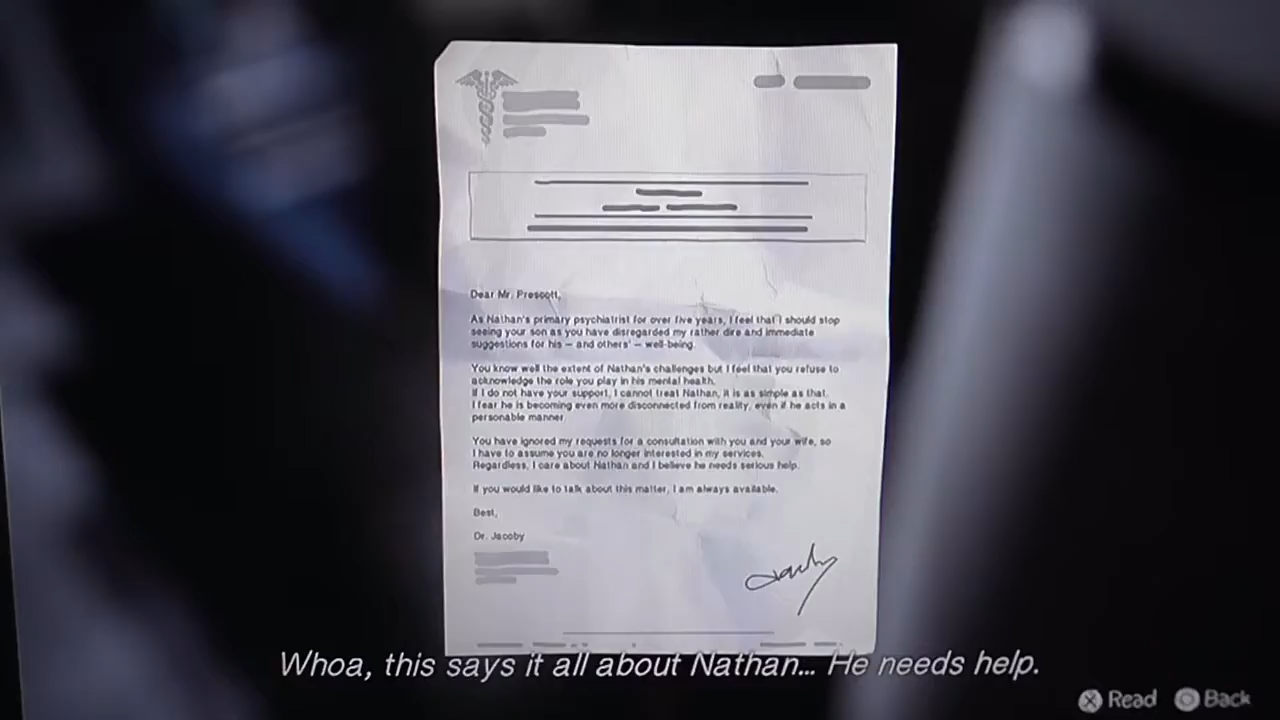 Dear Mr. Prescott,
As Nathan's primary psychiatrist for over five years, I feel that I should stop
seeing your son as you have disregarded my rather dire and immediate
suggestions for his – and others' – well-being.
You know well the extent of Nathan's challenges but I feel that you refuse to
acknowledge the role you play in his mental health.
If I do not have your support, I cannot treat Nathan, it is as simple as that.
I fear he is becoming even more disconnected from reality, even if he acts in a
personable manner.
You have ignored my requests for a consultation with you and your wife, so
I have to assume you are no longer interested in my services.
Regardless, I care about Nathan and I believe he needs serious help.
If you would like to talk about this matter, I am always available.
Best,
Dr. Jacoby
Whoa, this says it all about Nathan... He needs help.
Read Back